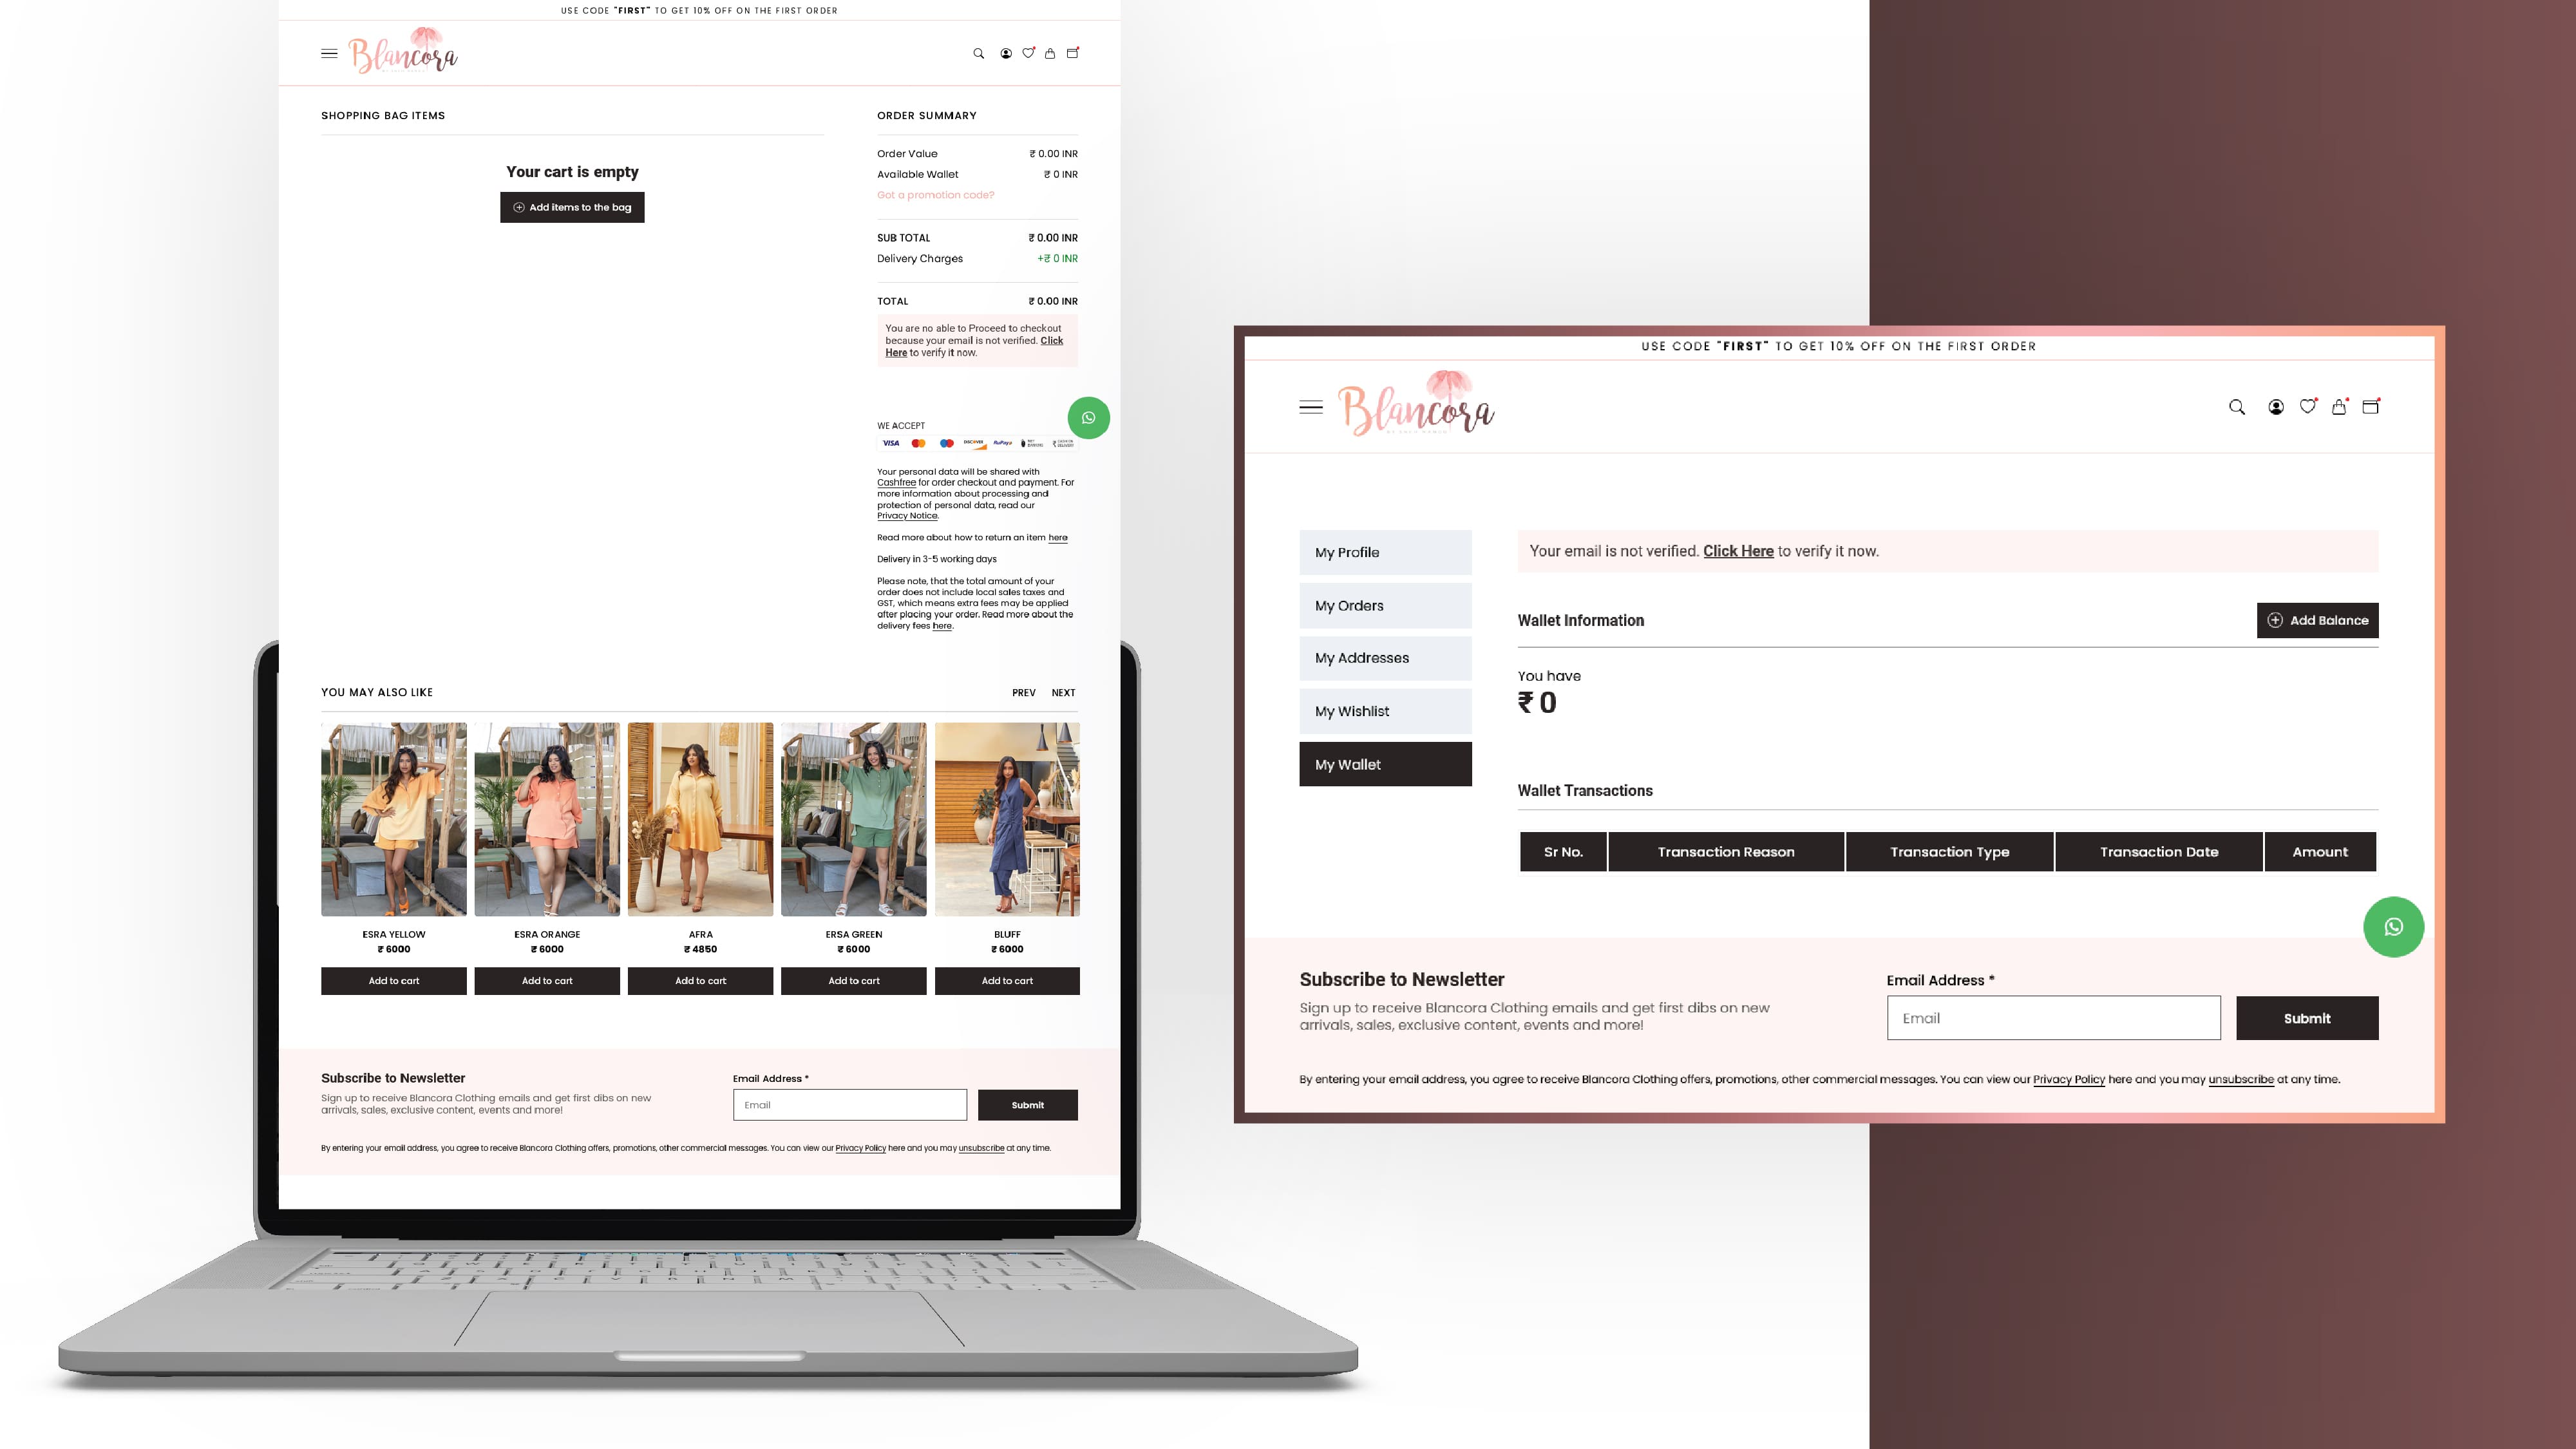 USE CODE "FIRST" TO GET 10% OFF ON THE FIRST ORDER
Blancora
SHOPPING BAG ITEMS
Your cart is empty
Add items to the bag
ORDER SUMMARY
Order Value ₹ 0.00 INR
Available Wallet ₹ 0 INR
Got a promotion code?
SUB TOTAL ₹ 0.00 INR
Delivery Charges +₹ 0 INR
TOTAL ₹ 0.00 INR
You are no able to Proceed to checkout
because your email is not verified. Click
Here to verify it now.
WE ACCEPT
VISA DISCOVER RuPay
Your personal data will be shared with
Cashfree for order checkout and payment. For
more information about processing and
protection of personal data, read our
Privacy Notice.
Read more about how to return an item here
Delivery in 3-5 working days
Please note, that the total amount of your
order does not include local sales taxes and
GST, which means extra fees may be applied
after placing your order. Read more about the
delivery fees here.
YOU MAY ALSO LIKE PREV NEXT
ESRA YELLOW ESRA ORANGE AFRA ERSA GREEN BLUFF
₹ 6000 ₹ 6000 ₹ 4850 ₹ 6000 ₹ 6000
Add to cart Add to cart Add to cart Add to cart Add to cart
Subscribe to Newsletter
Sign up to receive Blancora Clothing emails and get first dibs on new
arrivals, sales, exclusive content, events and more!
Email Address *
Email Submit
By entering your email address, you agree to receive Blancora Clothing offers, promotions, other commercial messages. You can view our Privacy Policy here and you may unsubscribe at any time.
USE CODE "FIRST" TO GET 10% OFF ON THE FIRST ORDER
Blancora
My Profile
My Orders
My Addresses
My Wishlist
My Wallet
Your email is not verified. Click Here to verify it now.
Wallet Information Add Balance
You have
₹ 0
Wallet Transactions
Sr No. Transaction Reason Transaction Type Transaction Date Amount
Subscribe to Newsletter
Sign up to receive Blancora Clothing emails and get first dibs on new
arrivals, sales, exclusive content, events and more!
Email Address *
Email Submit
By entering your email address, you agree to receive Blancora Clothing offers, promotions, other commercial messages. You can view our Privacy Policy here and you may unsubscribe at any time.